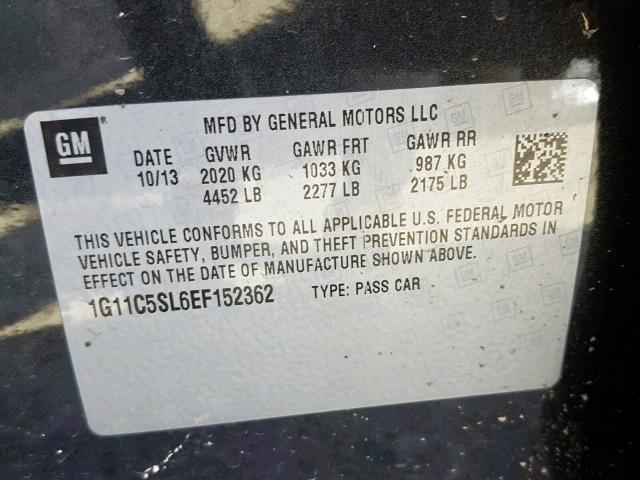 GM®
MFD BY GENERAL MOTORS LLC
DATE GVWR GAWR FRT GAWR RR
10/13 2020 KG 1033 KG 987 KG
4452 LB 2277 LB 2175 LB
THIS VEHICLE CONFORMS TO ALL APPLICABLE U.S. FEDERAL MOTOR
VEHICLE SAFETY, BUMPER, AND THEFT PREVENTION STANDARDS IN
EFFECT ON THE DATE OF MANUFACTURE SHOWN ABOVE.
1G11C5SL6EF152362 TYPE: PASS CAR